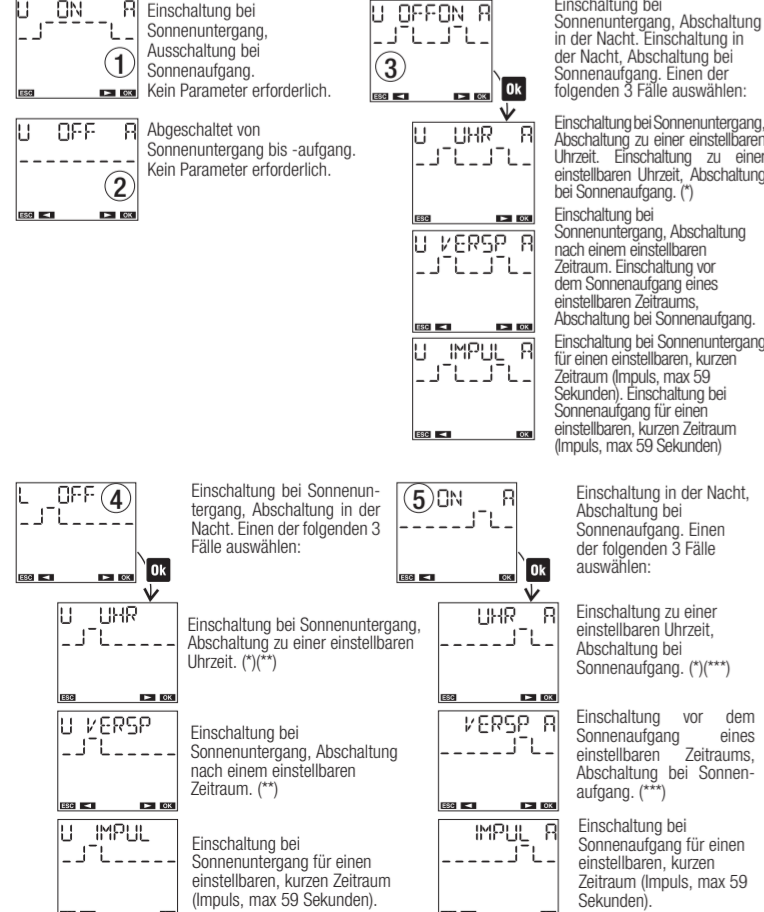 U ON A
1
ESC ► OK
Einschaltung bei
Sonnenuntergang,
Ausschaltung bei
Sonnenaufgang.
Kein Parameter erforderlich.
U OFF A
2
ESC ◄ ► OK
Abgeschaltet von
Sonnenuntergang bis -aufgang.
Kein Parameter erforderlich.
U OFFON A
3
ESC ◄ ► OK
Ok
Einschaltung bei
Sonnenuntergang, Abschaltung
in der Nacht. Einschaltung in
der Nacht, Abschaltung bei
Sonnenaufgang. Einen der
folgenden 3 Fälle auswählen:
U UHR A
ESC ► OK
Einschaltung bei Sonnenuntergang,
Abschaltung zu einer einstellbaren
Uhrzeit. Einschaltung zu einer
einstellbaren Uhrzeit, Abschaltung
bei Sonnenaufgang. (*)
U VERSP A
ESC ◄ ► OK
Einschaltung bei
Sonnenuntergang, Abschaltung
nach einem einstellbaren
Zeitraum. Einschaltung vor
dem Sonnenaufgang eines
einstellbaren Zeitraums,
Abschaltung bei Sonnenaufgang.
U IMPUL A
ESC ◄ OK
Einschaltung bei Sonnenuntergang
für einen einstellbaren, kurzen
Zeitraum (Impuls, max 59
Sekunden). Einschaltung bei
Sonnenaufgang für einen
einstellbaren, kurzen Zeitraum
(Impuls, max 59 Sekunden)
L OFF 4
ESC ◄ ► OK
Ok
Einschaltung bei Sonnenun-
tergang, Abschaltung in der
Nacht. Einen der folgenden 3
Fälle auswählen:
U UHR
ESC ► OK
Einschaltung bei Sonnenuntergang,
Abschaltung zu einer einstellbaren
Uhrzeit. (*)(**)
U VERSP
ESC ◄ ► OK
Einschaltung bei
Sonnenuntergang, Abschaltung
nach einem einstellbaren
Zeitraum. (**)
U IMPUL
Einschaltung bei
Sonnenuntergang für einen
einstellbaren, kurzen Zeitraum
(Impuls, max 59 Sekunden).
5 ON A
ESC ◄ OK
Ok
Einschaltung in der Nacht,
Abschaltung bei
Sonnenaufgang. Einen
der folgenden 3 Fälle
auswählen:
UHR A
ESC ► OK
Einschaltung zu einer
einstellbaren Uhrzeit,
Abschaltung bei
Sonnenaufgang. (*)(***)
VERSP A
ESC ◄ ► OK
Einschaltung vor dem
Sonnenaufgang eines
einstellbaren Zeitraums,
Abschaltung bei Sonnen-
aufgang. (***)
IMPUL A
Einschaltung bei
Sonnenaufgang für einen
einstellbaren, kurzen
Zeitraum (Impuls, max 59
Sekunden).